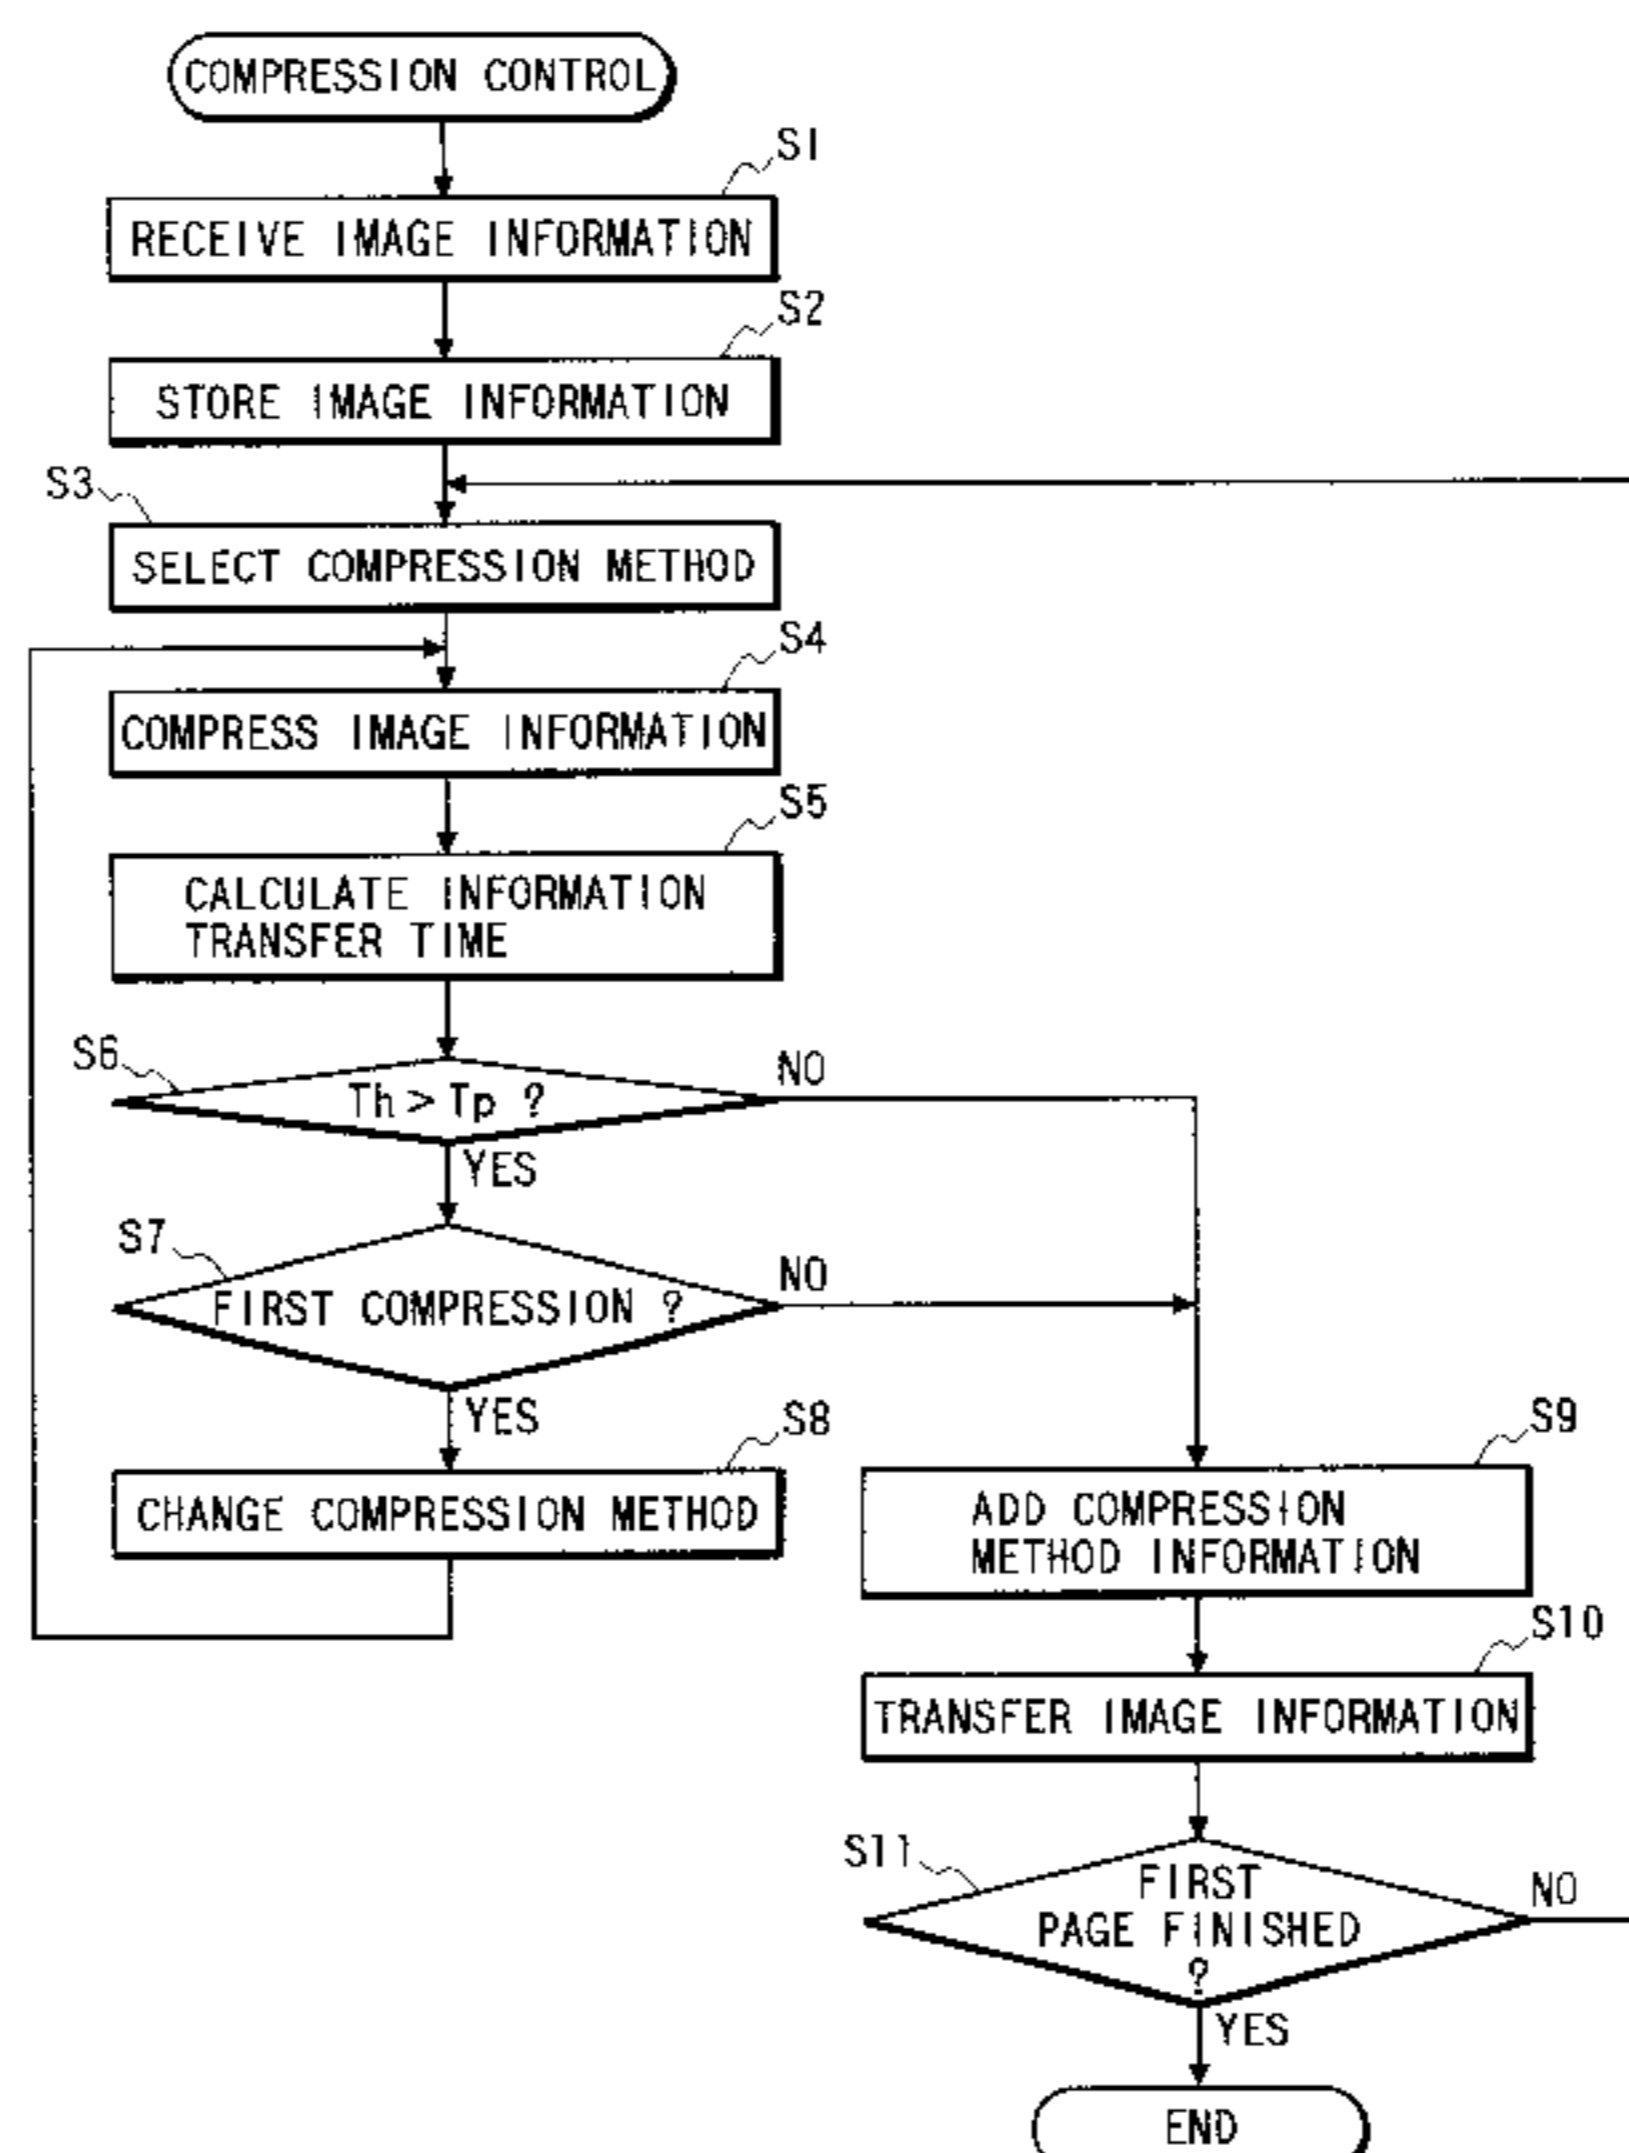 COMPRESSION CONTROL
S1
RECEIVE IMAGE INFORMATION
S2
STORE IMAGE INFORMATION
S3
SELECT COMPRESSION METHOD
S4
COMPRESS IMAGE INFORMATION
S5
CALCULATE INFORMATION
TRANSFER TIME
S6
Th > Tp ?
NO
YES
S7
FIRST COMPRESSION ?
NO
YES
S8
CHANGE COMPRESSION METHOD
S9
ADD COMPRESSION
METHOD INFORMATION
S10
TRANSFER IMAGE INFORMATION
S11
FIRST
PAGE FINISHED
?
NO
YES
END